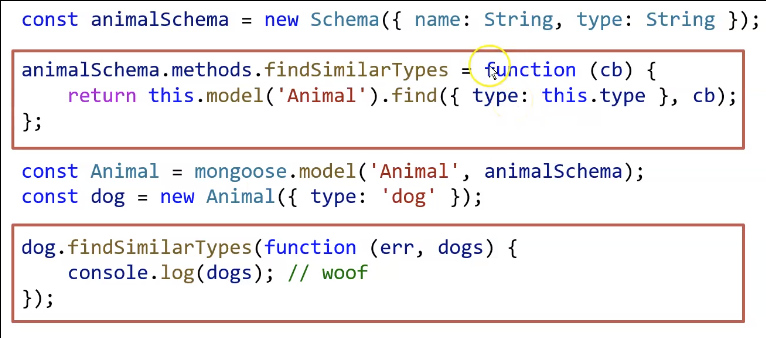 const animalSchema = new Schema({ name: String, type: String });
animalSchema.methods.findSimilarTypes = function (cb) {
    return this.model('Animal').find({ type: this.type }, cb);
};
const Animal = mongoose.model('Animal', animalSchema);
const dog = new Animal({ type: 'dog' });
dog.findSimilarTypes(function (err, dogs) {
    console.log(dogs); // woof
});